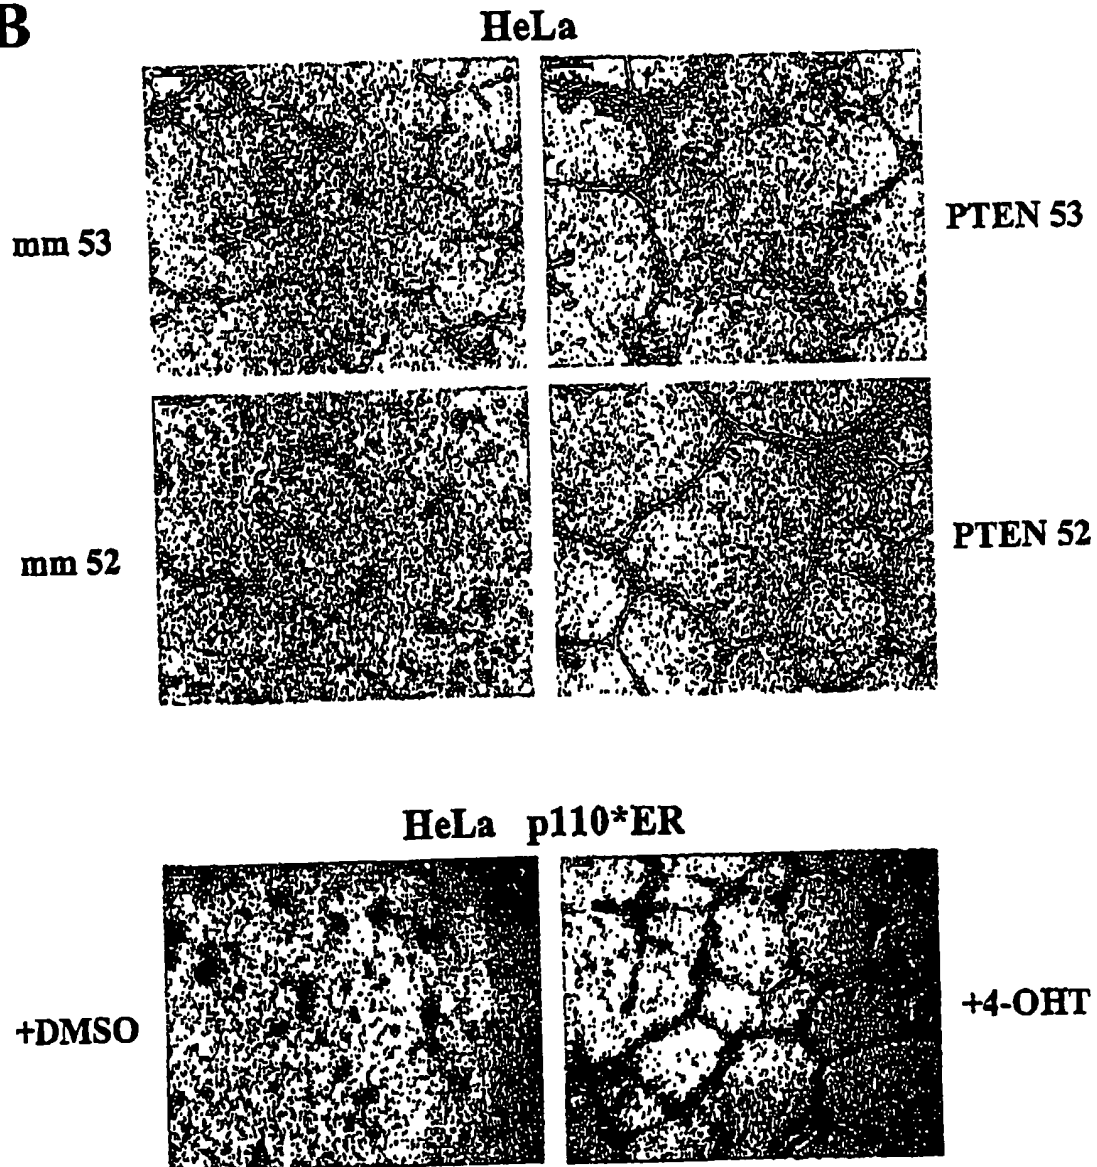 B
HeLa
mm 53
PTEN 53
mm 52
PTEN 52
HeLa p110*ER
+DMSO
+4-OHT